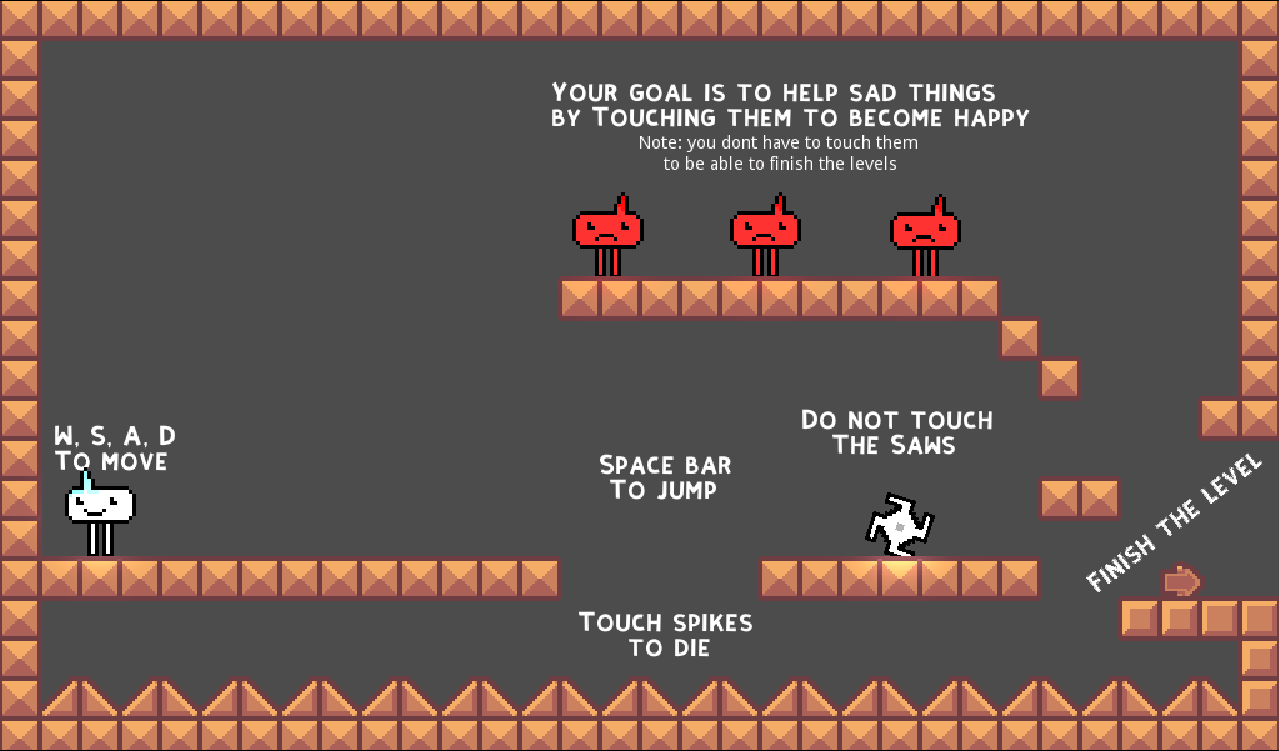 YOUR GOAL IS TO HELP SAD THINGS
BY TOUCHING THEM TO BECOME HAPPY
Note: you dont have to touch them
to be able to finish the levels
W, S, A, D
TO MOVE
SPACE BAR
TO JUMP
DO NOT TOUCH
THE SAWS
FINISH THE LEVEL
TOUCH SPIKES
TO DIE